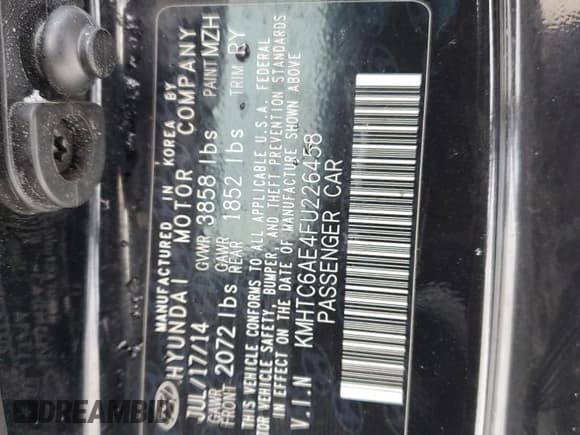 MANUFACTURED IN KOREA BY
HYUNDAI MOTOR COMPANY
JUL/17/14 GVWR 3858 lbs PAINT MZH
GAWR FRONT 2072 lbs GAWR REAR 1852 lbs TRIM RY
THIS VEHICLE CONFORMS TO ALL APPLICABLE U.S.A. FEDERAL
MOTOR VEHICLE SAFETY, BUMPER AND THEFT PREVENTION STANDARDS
IN EFFECT ON THE DATE OF MANUFACTURE SHOWN ABOVE
V.I.N KMHTC6AE4FU226458
PASSENGER CAR
DREAMBID